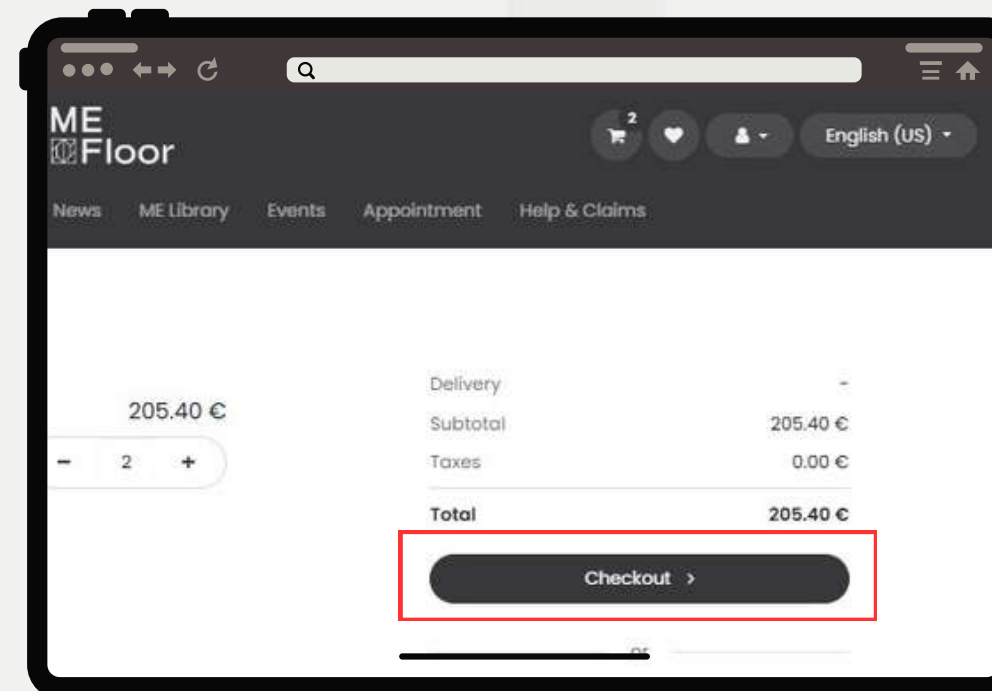 ME
Floor
2
English (US)
News ME Library Events Appointment Help & Claims
205.40 €
- 2 +
Delivery -
Subtotal 205.40 €
Taxes 0.00 €
Total 205.40 €
Checkout >
or